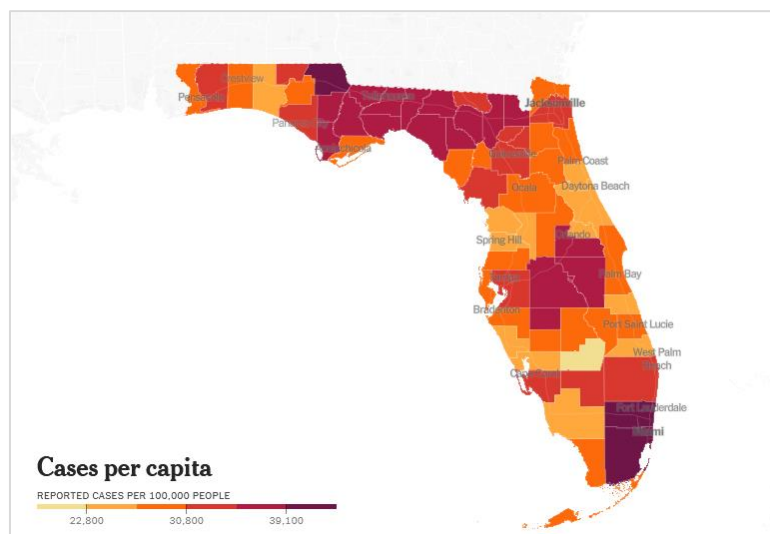 Crestview
Pensacola
Panama City
Tallahassee
Apalachicola
Jacksonville
Gainesville
Palm Coast
Ocala
Daytona Beach
Orlando
Spring Hill
Tampa
Palm Bay
Bradenton
Port Saint Lucie
West Palm
Beach
Cape Coral
Fort Lauderdale
Miami
Cases per capita
REPORTED CASES PER 100,000 PEOPLE
22,800 30,800 39,100